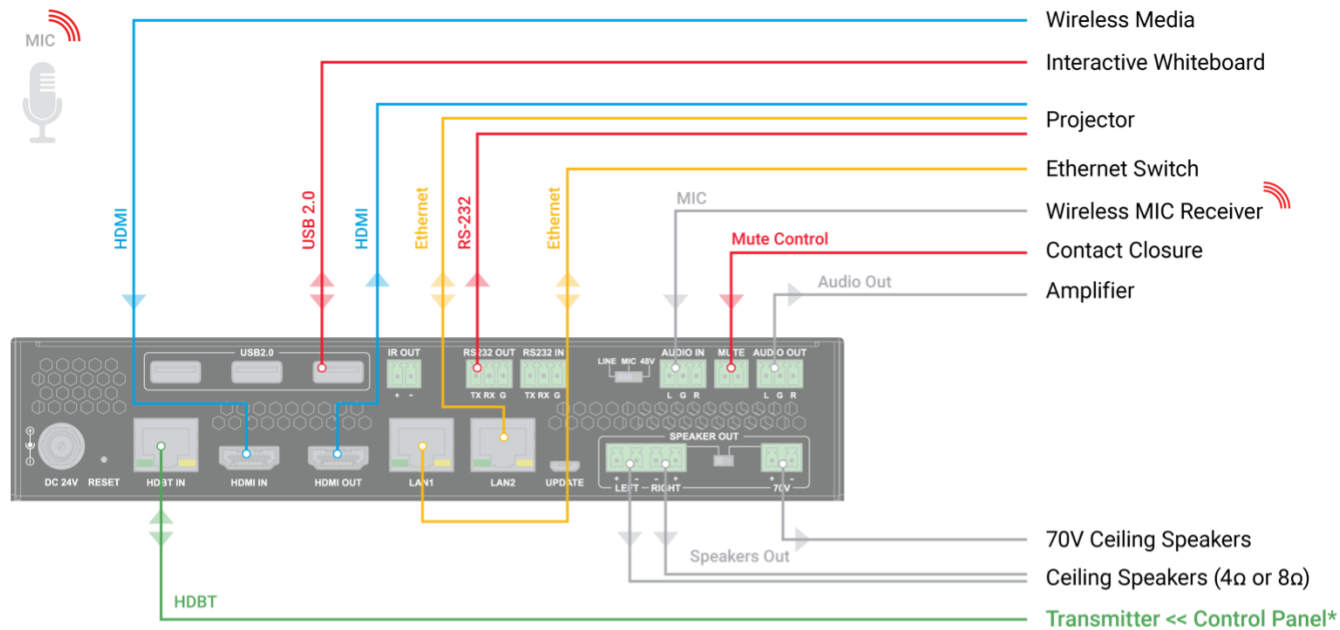 MIC
Wireless Media
Interactive Whiteboard
Projector
Ethernet Switch
Wireless MIC Receiver
Contact Closure
Amplifier
HDMI
USB 2.0
HDMI
Ethernet
RS-232
Ethernet
MIC
Mute Control
Audio Out
USB2.0
IR OUT
RS232 OUT
RS232 IN
LINE MIC 48V
AUDIO IN
MUTE
AUDIO OUT
+ -
TX RX G
TX RX G
L G R
L G R
SPEAKER OUT
DC 24V
RESET
HDBT IN
HDMI IN
HDMI OUT
LAN1
LAN2
UPDATE
+ - - +
LEFT
RIGHT
+ -
70V
Speakers Out
70V Ceiling Speakers
Ceiling Speakers (4Ω or 8Ω)
HDBT
Transmitter << Control Panel*